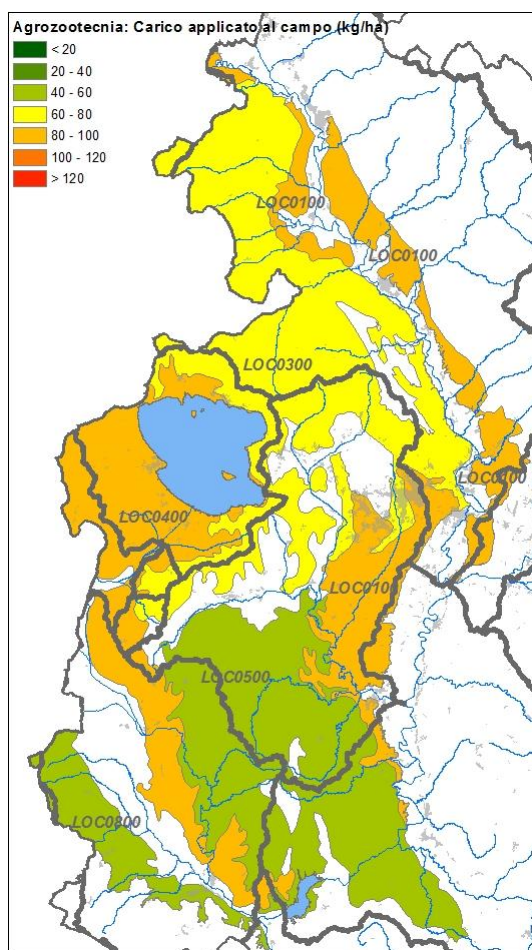 Agrozootecnia: Carico applicato al campo (kg/ha)
< 20
20 - 40
40 - 60
60 - 80
80 - 100
100 - 120
> 120
LOC0100
LOC0100
LOC0300
LOC0400
LOC0500
LOC0800